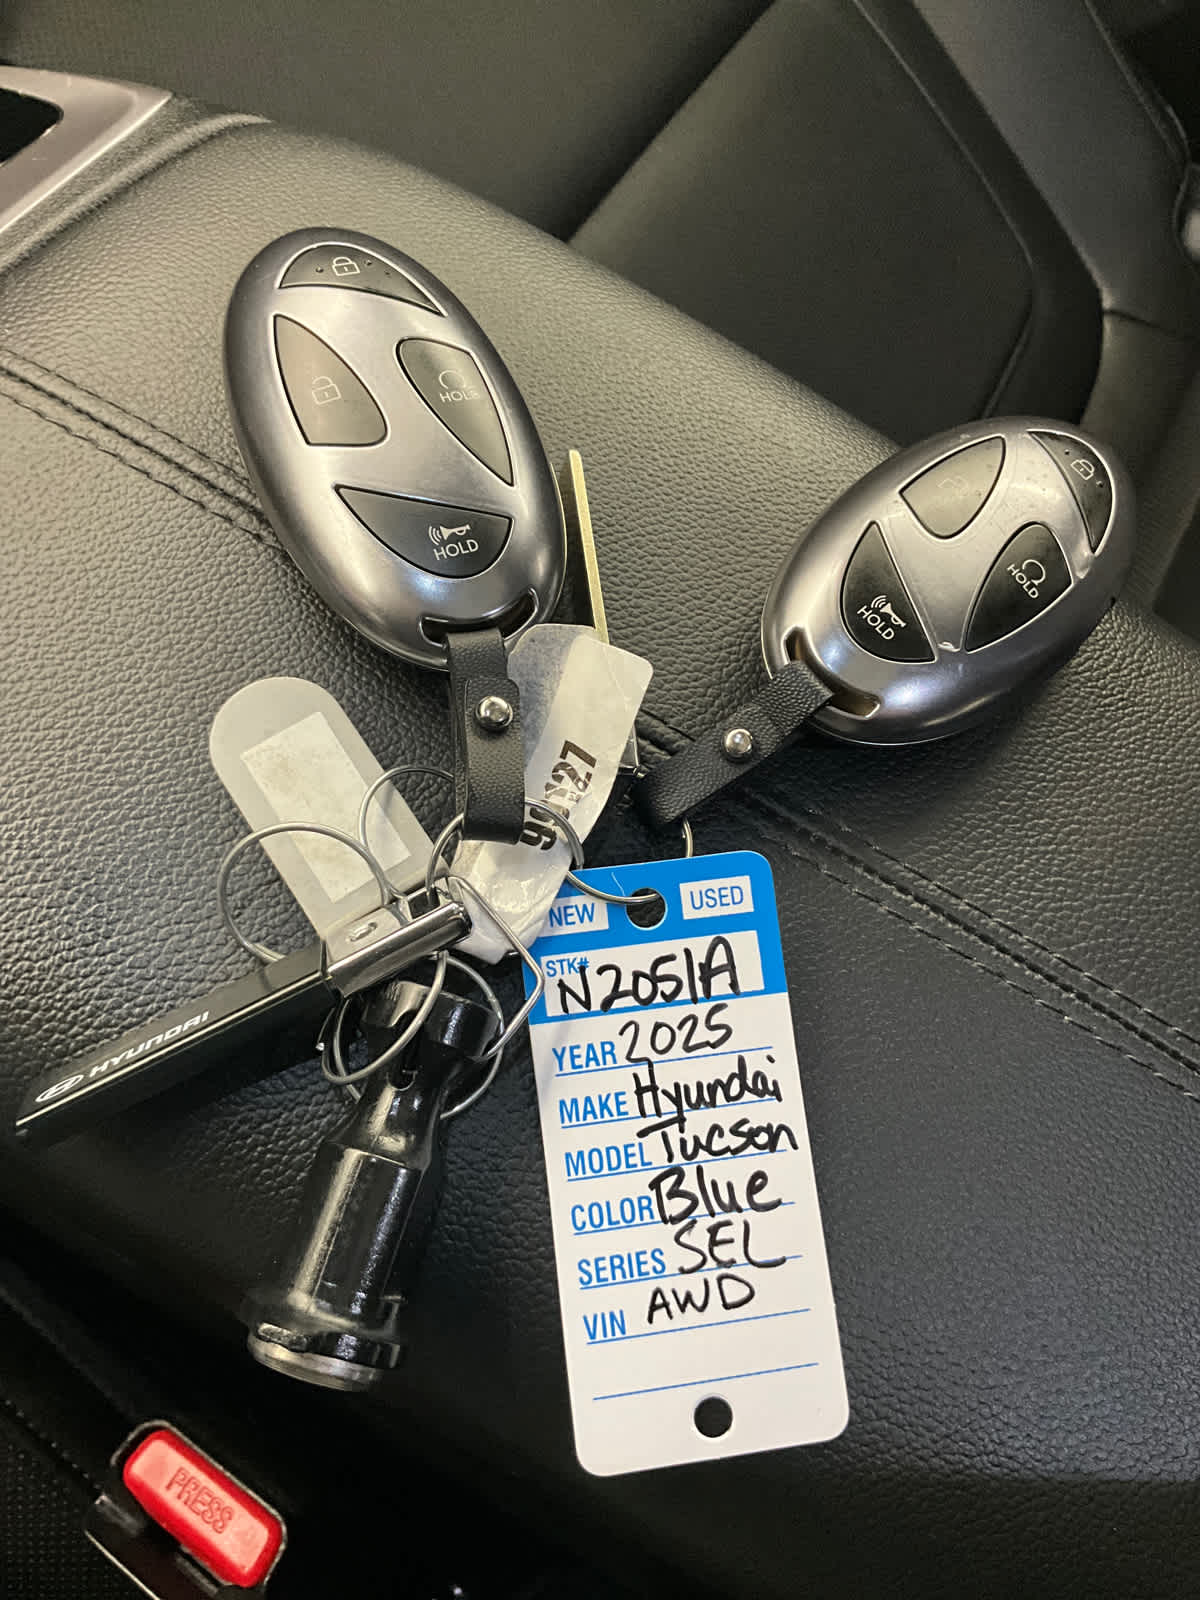 HOLD
HOLD
HOLD
HOLD
HYUNDAI
NEW USED
STK# N2051A
YEAR 2025
MAKE Hyundai
MODEL Tucson
COLOR Blue
SERIES SEL
VIN AWD
PRESS